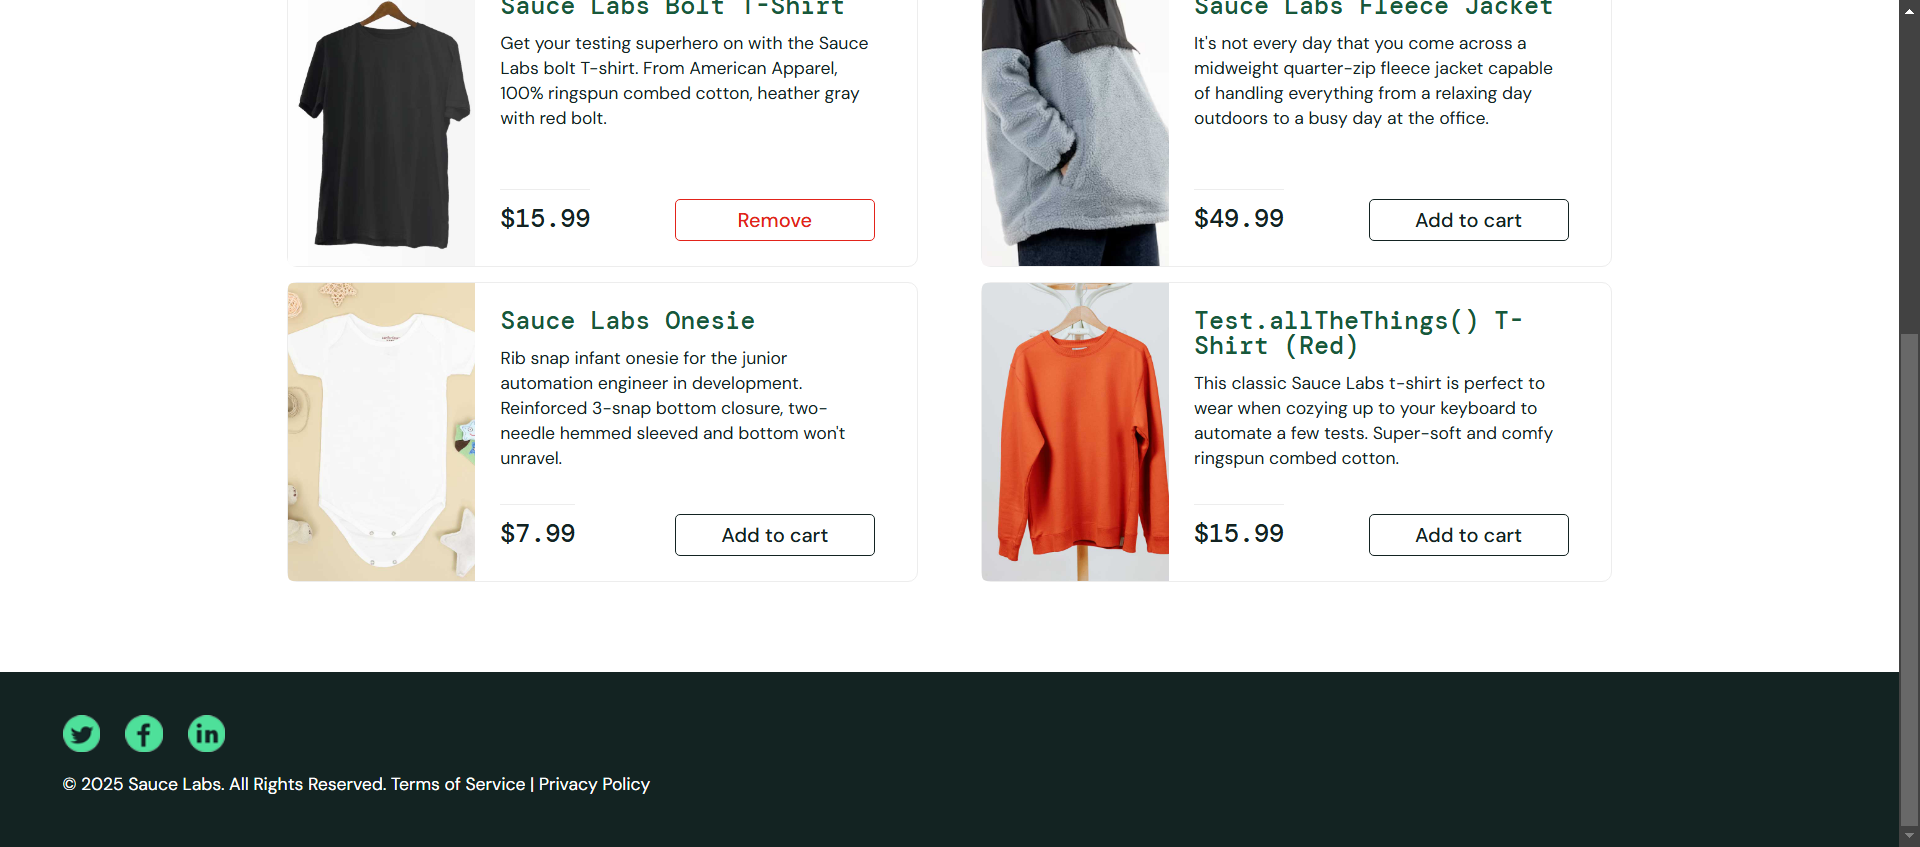 Sauce Labs Bolt T-Shirt
Get your testing superhero on with the Sauce
Labs bolt T-shirt. From American Apparel,
100% ringspun combed cotton, heather gray
with red bolt.
$15.99
Remove
Sauce Labs Fleece Jacket
It's not every day that you come across a
midweight quarter-zip fleece jacket capable
of handling everything from a relaxing day
outdoors to a busy day at the office.
$49.99
Add to cart
Sauce Labs Onesie
Rib snap infant onesie for the junior
automation engineer in development.
Reinforced 3-snap bottom closure, two-
needle hemmed sleeved and bottom won't
unravel.
$7.99
Add to cart
Test.allTheThings() T-
Shirt (Red)
This classic Sauce Labs t-shirt is perfect to
wear when cozying up to your keyboard to
automate a few tests. Super-soft and comfy
ringspun combed cotton.
$15.99
Add to cart
© 2025 Sauce Labs. All Rights Reserved. Terms of Service | Privacy Policy